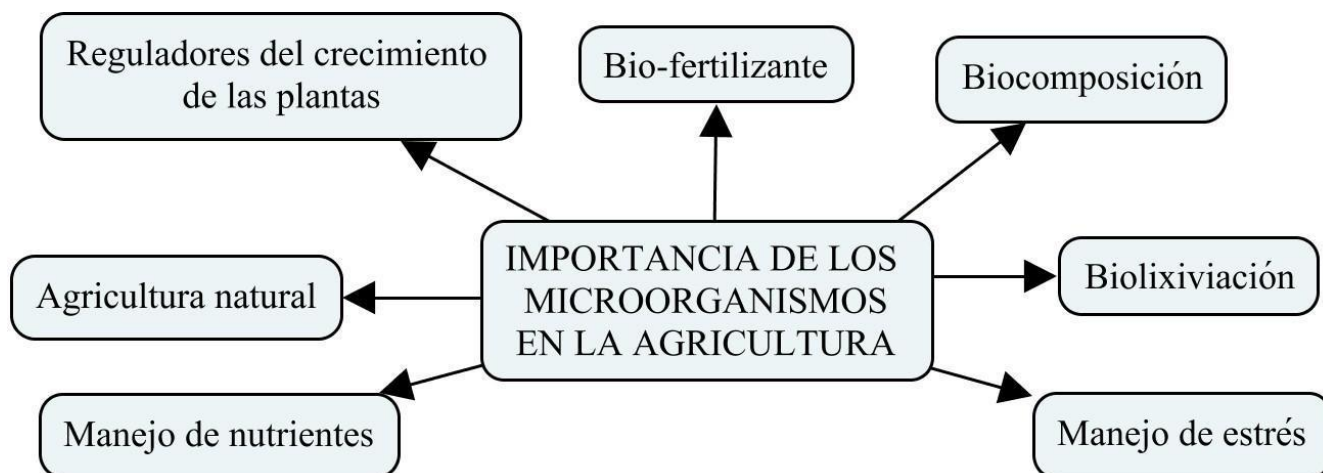 Reguladores del crecimiento
de las plantas
Bio-fertilizante
Biocomposición
IMPORTANCIA DE LOS
MICROORGANISMOS
EN LA AGRICULTURA
Agricultura natural
Biolixiviación
Manejo de nutrientes
Manejo de estrés